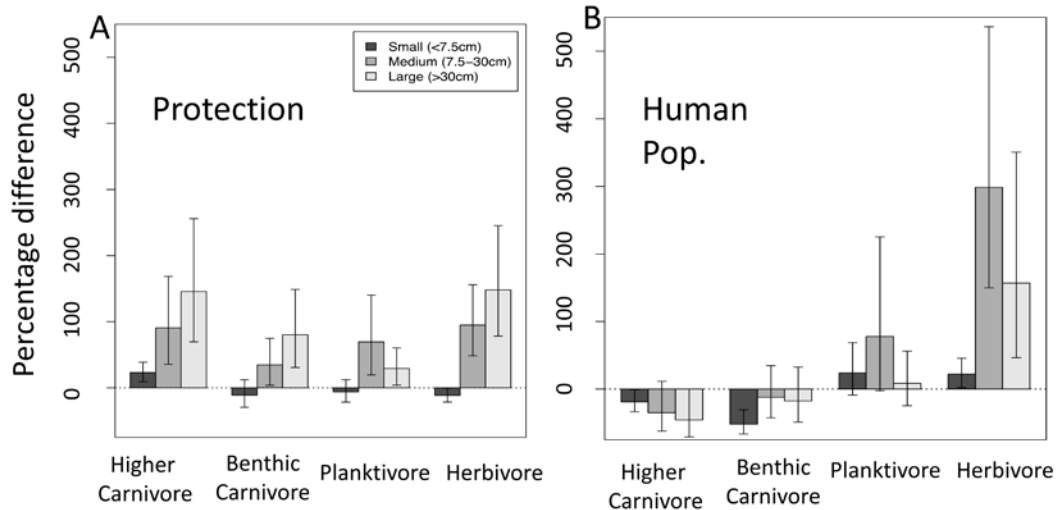 A
B
Small (<7.5cm)
Medium (7.5–30cm)
Large (>30cm)
Protection
Human
Pop.
Percentage difference
500
400
300
200
100
0
500
400
300
200
100
0
Higher
Carnivore
Benthic
Carnivore
Planktivore
Herbivore
Higher
Carnivore
Benthic
Carnivore
Planktivore
Herbivore